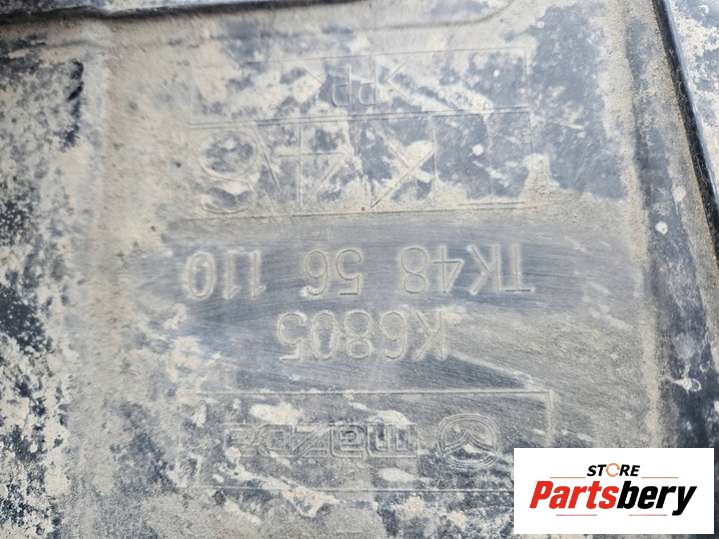 mazda
K6805
TK48 56 110
>PP<
STORE
Partsbery